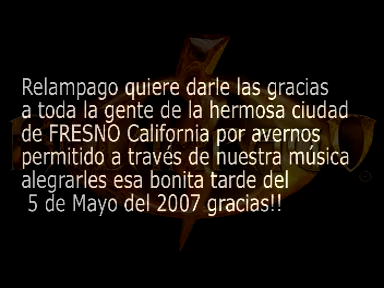 Relampago quiere darle las gracias
a toda la gente de la hermosa ciudad
de FRESNO California por avernos
permitido a través de nuestra música
alegrarles esa bonita tarde del
5 de Mayo del 2007 gracias!!